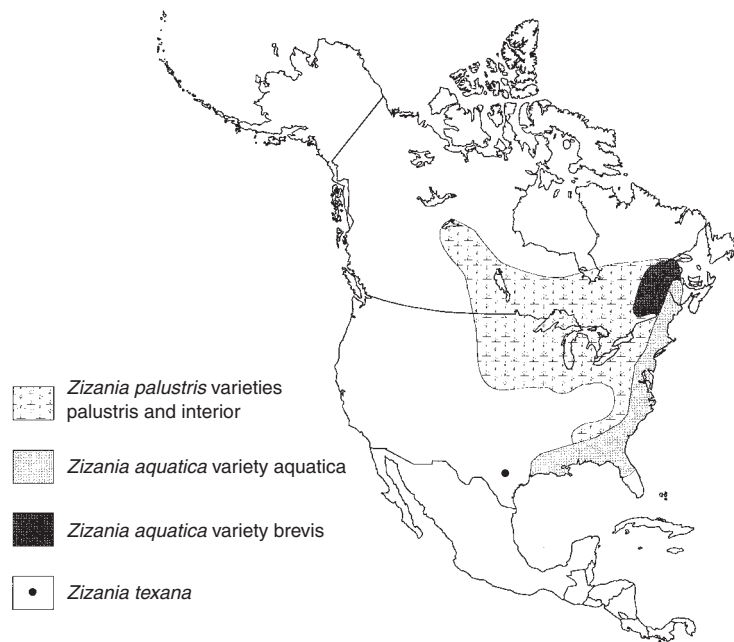 Zizania palustris varieties
palustris and interior
Zizania aquatica variety aquatica
Zizania aquatica variety brevis
Zizania texana